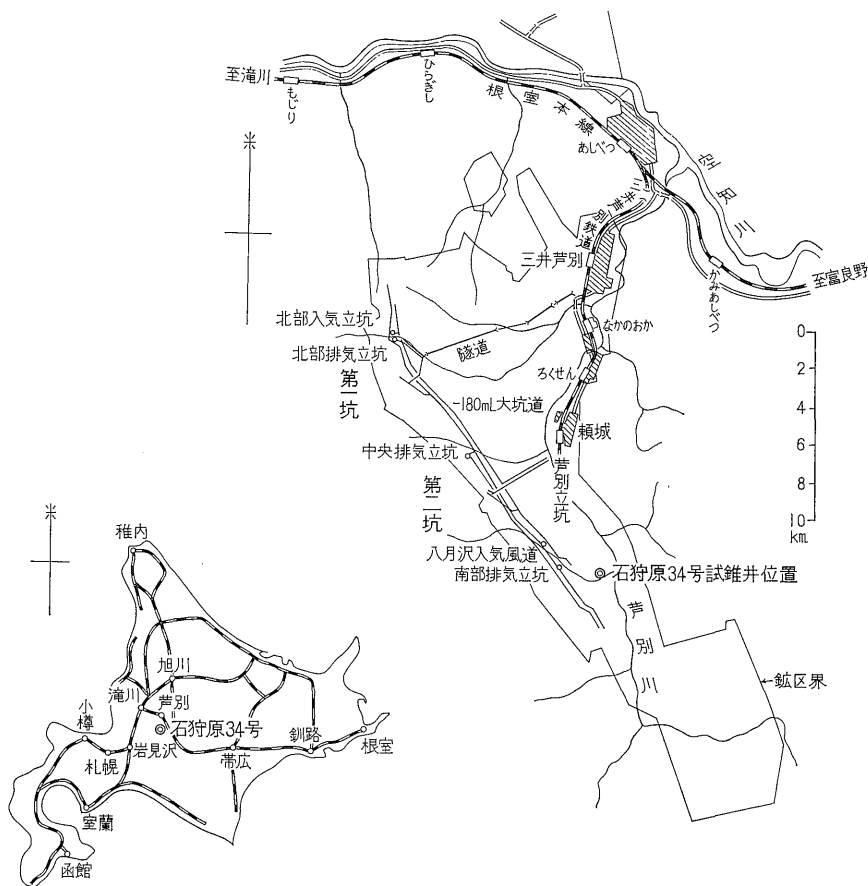 至滝川
もじり
ひらぎし
根室本線
あしべつ
空知川
三井芦別鉄道
三井芦別
かみあしべつ
至富良野
北部入気立坑
北部排気立坑
隧道
なかのおか
ろくせん
第一坑
-180mL大坑道
頼城
中央排気立坑
芦別立坑
第二坑
八月沢入気風道
南部排気立坑
石狩原34号試錐井位置
芦別川
鉱区界
0
2
4
6
8
10
km
稚内
旭川
滝川
芦別
小樽
石狩原34号
釧路
根室
岩見沢
札幌
帯広
室蘭
函館